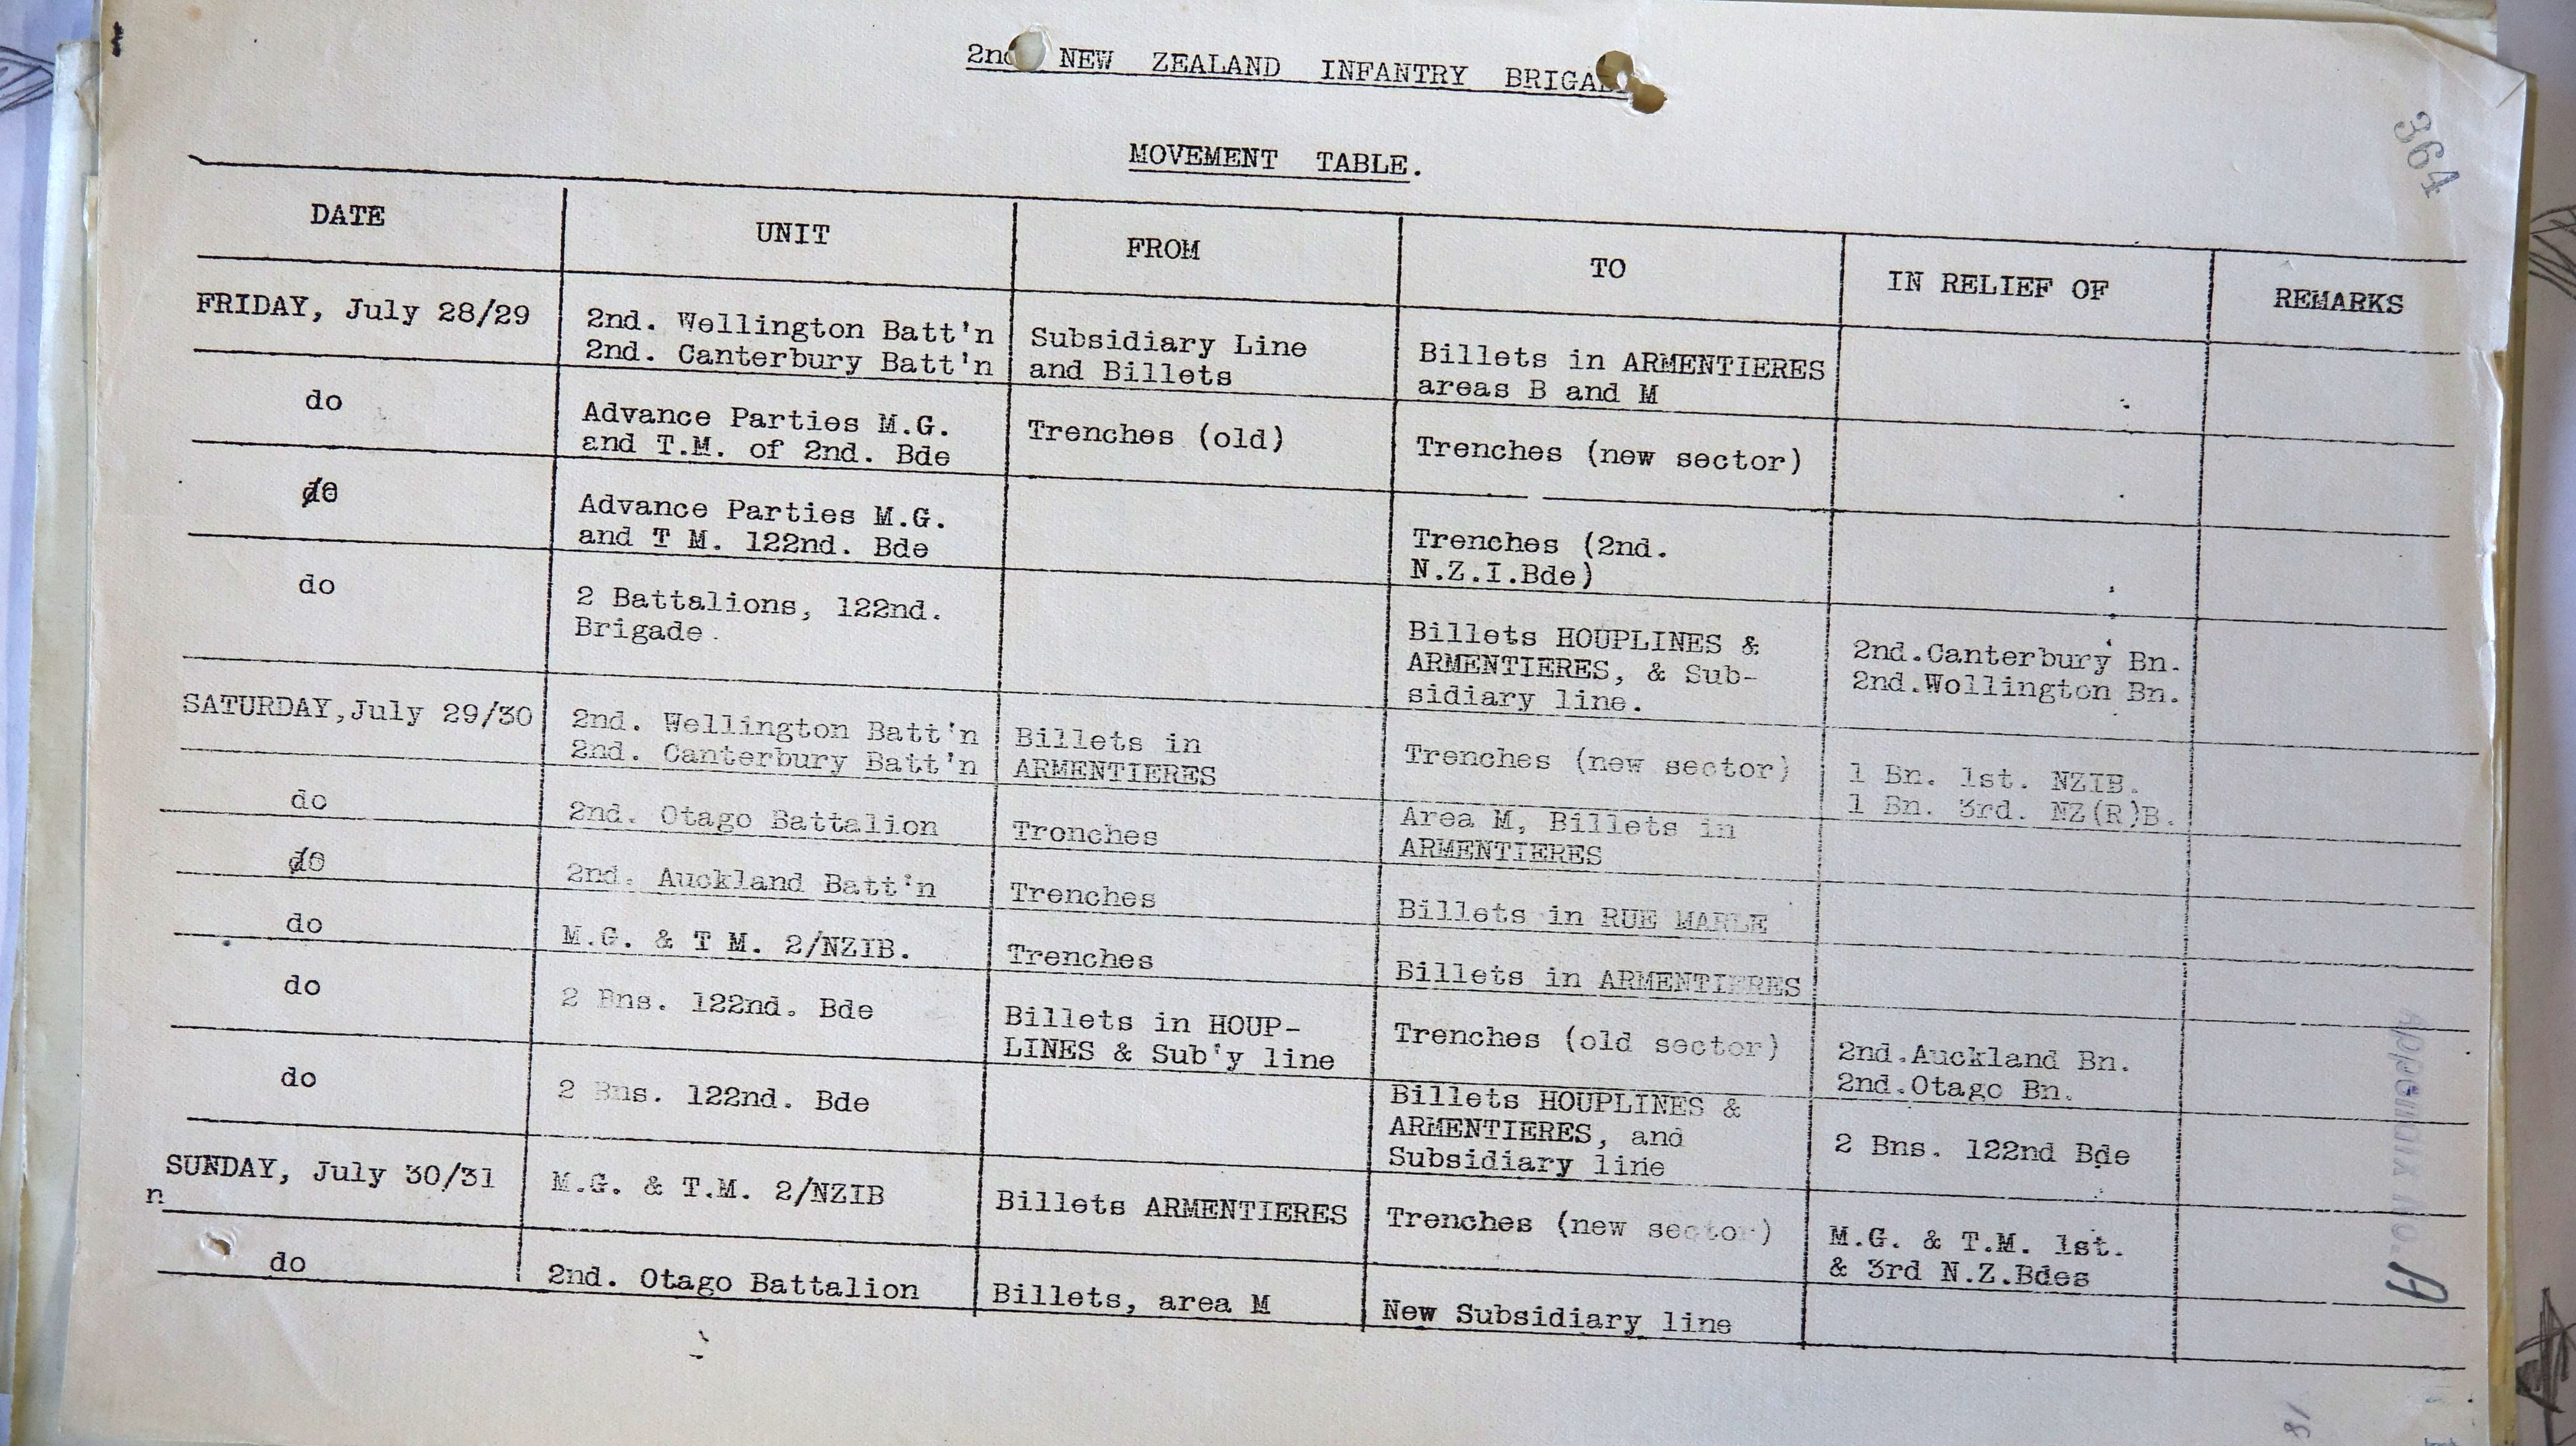 2nd NEW ZEALAND INFANTRY BRIGADE
364
MOVEMENT TABLE.
DATE UNIT FROM TO IN RELIEF OF REMARKS
FRIDAY, July 28/29
2nd. Wellington Batt'n
2nd. Canterbury Batt'n
Subsidiary Line
and Billets
Billets in ARMENTIERES
areas B and M
do
Advance Parties M.G.
and T.M. of 2nd. Bde
Trenches (old)
Trenches (new sector)
do
Advance Parties M.G.
and T M. 122nd. Bde
Trenches (2nd.
N.Z.I.Bde)
do
2 Battalions, 122nd.
Brigade.
Billets HOUPLINES &
ARMENTIERES, & Sub-
sidiary line.
2nd.Canterbury Bn.
2nd.Wollington Bn.
SATURDAY,July 29/30
2nd. Wellington Batt'n
2nd. Canterbury Batt'n
Billets in
ARMENTIERES
Trenches (new sector)
1 Bn. 1st. NZIB.
1 Bn. 3rd. NZ(R)B.
do
2nd. Otago Battalion
Tronches
Area M, Billets in
ARMENTIERES
do
2nd. Auckland Batt'n
Trenches
Billets in RUE MARLE
do
M.G. & T M. 2/NZIB.
Trenches
Billets in ARMENTIERES
do
2 Bns. 122nd. Bde
Billets in HOUP-
LINES & Sub'y line
Trenches (old sector)
2nd.Auckland Bn.
2nd.Otago Bn.
do
2 Bns. 122nd. Bde
Billets HOUPLINES &
ARMENTIERES, and
Subsidiary line
2 Bns. 122nd Bde
SUNDAY, July 30/31
n
M.G. & T.M. 2/NZIB
Billets ARMENTIERES
Trenches (new sector)
M.G. & T.M. 1st.
& 3rd N.Z.Bdes
do
2nd. Otago Battalion
Billets, area M
New Subsidiary line
Appendix No. A